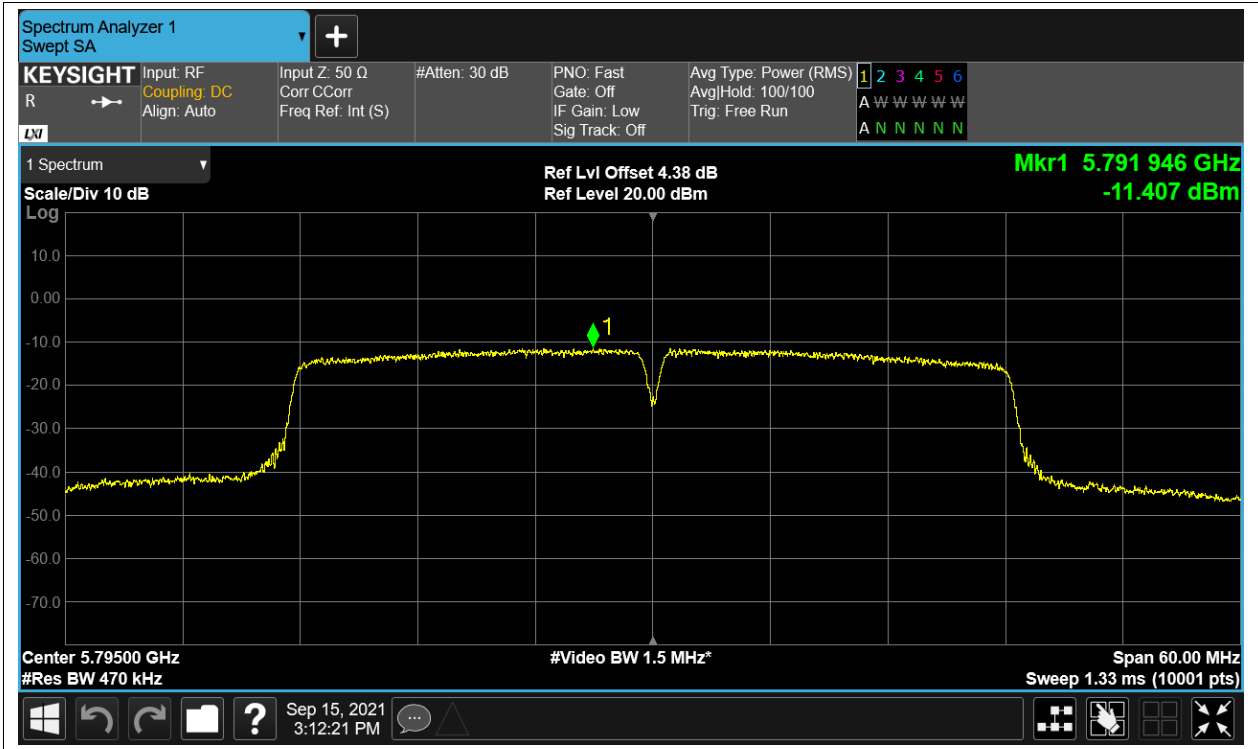 Spectrum Analyzer 1
Swept SA
+
KEYSIGHT
R
LXI
Input: RF
Coupling: DC
Align: Auto
Input Z: 50 Ω
Corr CCorr
Freq Ref: Int (S)
#Atten: 30 dB
PNO: Fast
Gate: Off
IF Gain: Low
Sig Track: Off
Avg Type: Power (RMS)
Avg|Hold: 100/100
Trig: Free Run
1 2 3 4 5 6
A W W W W W
A N N N N N
1 Spectrum
Scale/Div 10 dB
Log
Ref Lvl Offset 4.38 dB
Ref Level 20.00 dBm
Mkr1 5.791 946 GHz
-11.407 dBm
10.0
0.00
-10.0
-20.0
-30.0
-40.0
-50.0
-60.0
-70.0
1
Center 5.79500 GHz
#Res BW 470 kHz
#Video BW 1.5 MHz*
Span 60.00 MHz
Sweep 1.33 ms (10001 pts)
?
Sep 15, 2021
3:12:21 PM